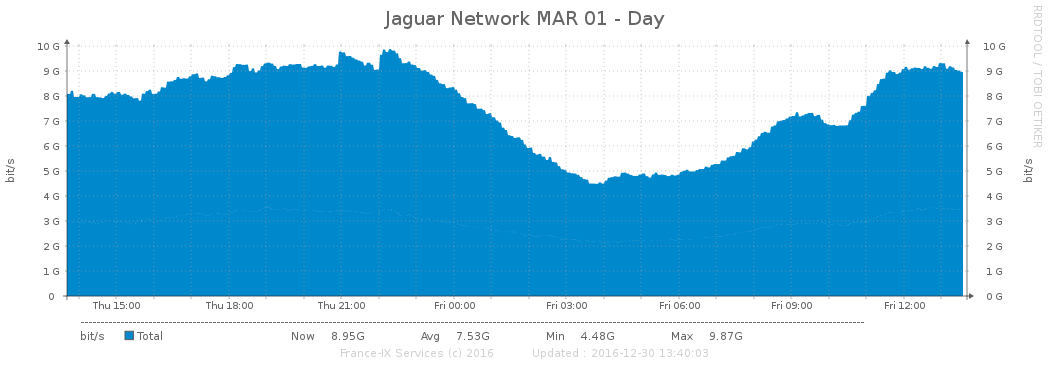 Jaguar Network MAR 01 - Day
RRDTOOL / TOBI OETIKER
bit/s
bit/s
10 G 10 G
9 G 9 G
8 G 8 G
7 G 7 G
6 G 6 G
5 G 5 G
4 G 4 G
3 G 3 G
2 G 2 G
1 G 1 G
0 0 G
Thu 15:00 Thu 18:00 Thu 21:00 Fri 00:00 Fri 03:00 Fri 06:00 Fri 09:00 Fri 12:00
bit/s Total Now 8.95G Avg 7.53G Min 4.48G Max 9.87G
France-IX Services (c) 2016 Updated : 2016-12-30 13:40:03